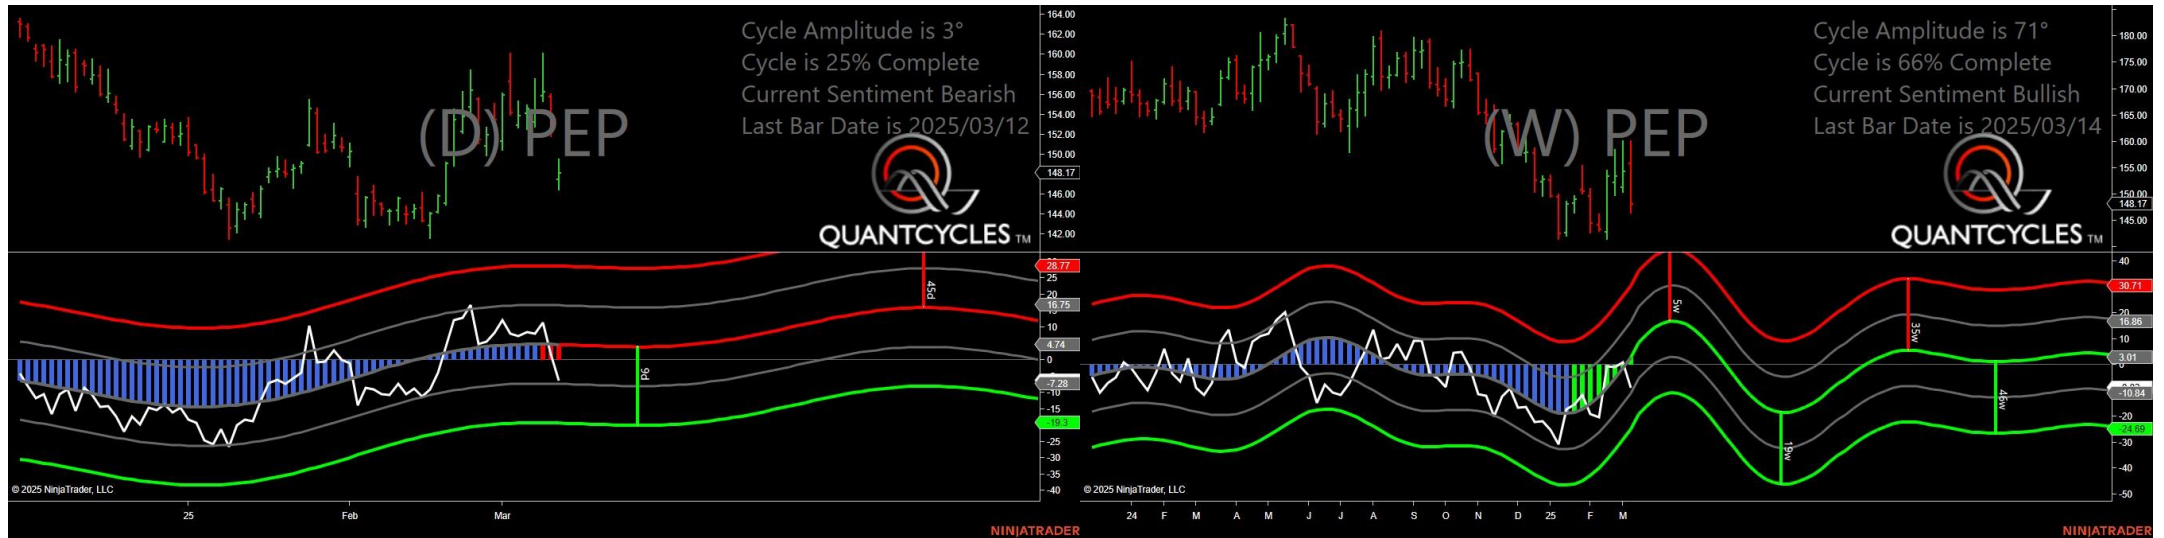 Cycle Amplitude is 3°
Cycle is 25% Complete
Current Sentiment Bearish
Last Bar Date is 2025/03/12
(D) PEP
QUANTCYCLES TM
164.00
162.00
160.00
158.00
156.00
154.00
152.00
150.00
148.17
146.00
144.00
142.00
28.77
25
20
16.75
10
4.74
0
-7.28
-10
-15
-19.3
-25
-30
-35
-40
45d
9d
© 2025 NinjaTrader, LLC
25 Feb Mar
NINJATRADER
Cycle Amplitude is 71°
Cycle is 66% Complete
Current Sentiment Bullish
Last Bar Date is 2025/03/14
(W) PEP
QUANTCYCLES TM
180.00
175.00
170.00
165.00
160.00
155.00
150.00
148.17
145.00
40
30.71
20
16.86
10
3.01
0
-10.84
-20
-24.69
-30
-40
-50
5w
35w
19w
46w
© 2025 NinjaTrader, LLC
24 F M A M J J A S O N D 25 F M
NINJATRADER